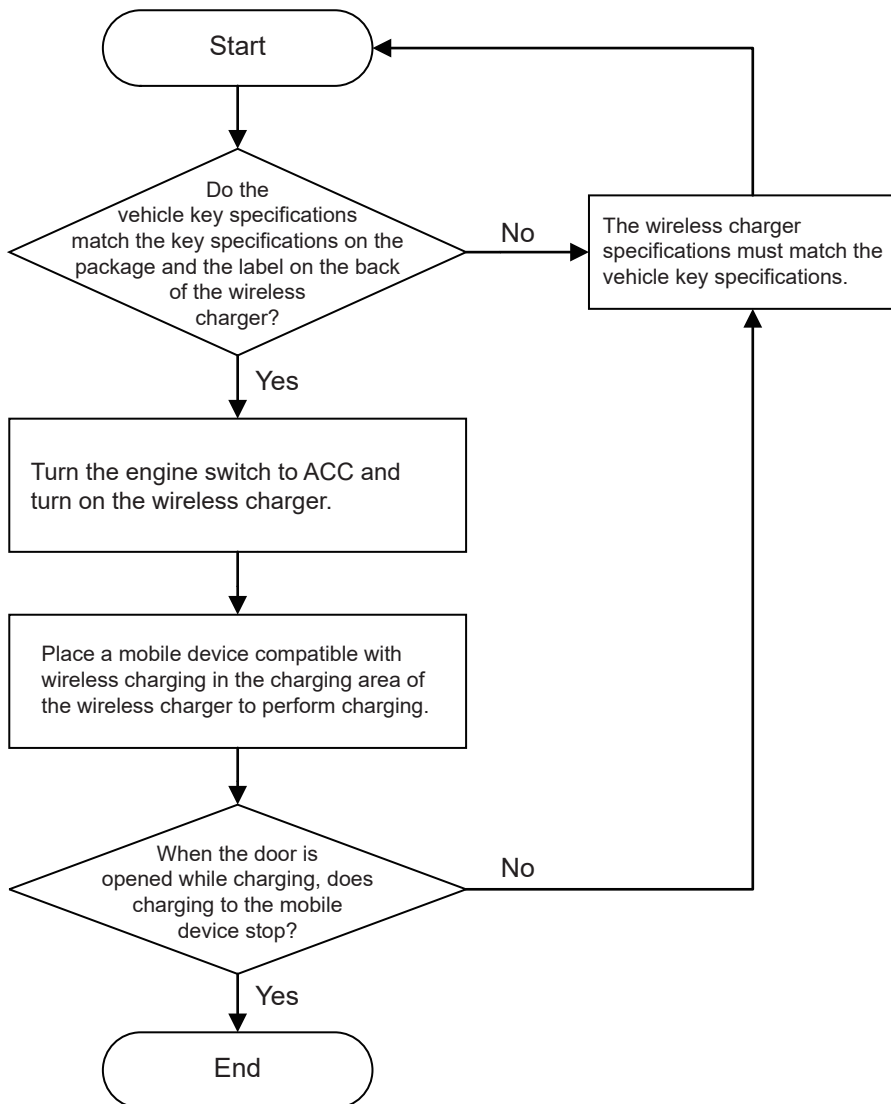 Start
Do the
vehicle key specifications
match the key specifications on the
package and the label on the back
of the wireless
charger?
No
The wireless charger
specifications must match the
vehicle key specifications.
Yes
Turn the engine switch to ACC and
turn on the wireless charger.
Place a mobile device compatible with
wireless charging in the charging area of
the wireless charger to perform charging.
When the door is
opened while charging, does
charging to the mobile
device stop?
No
Yes
End